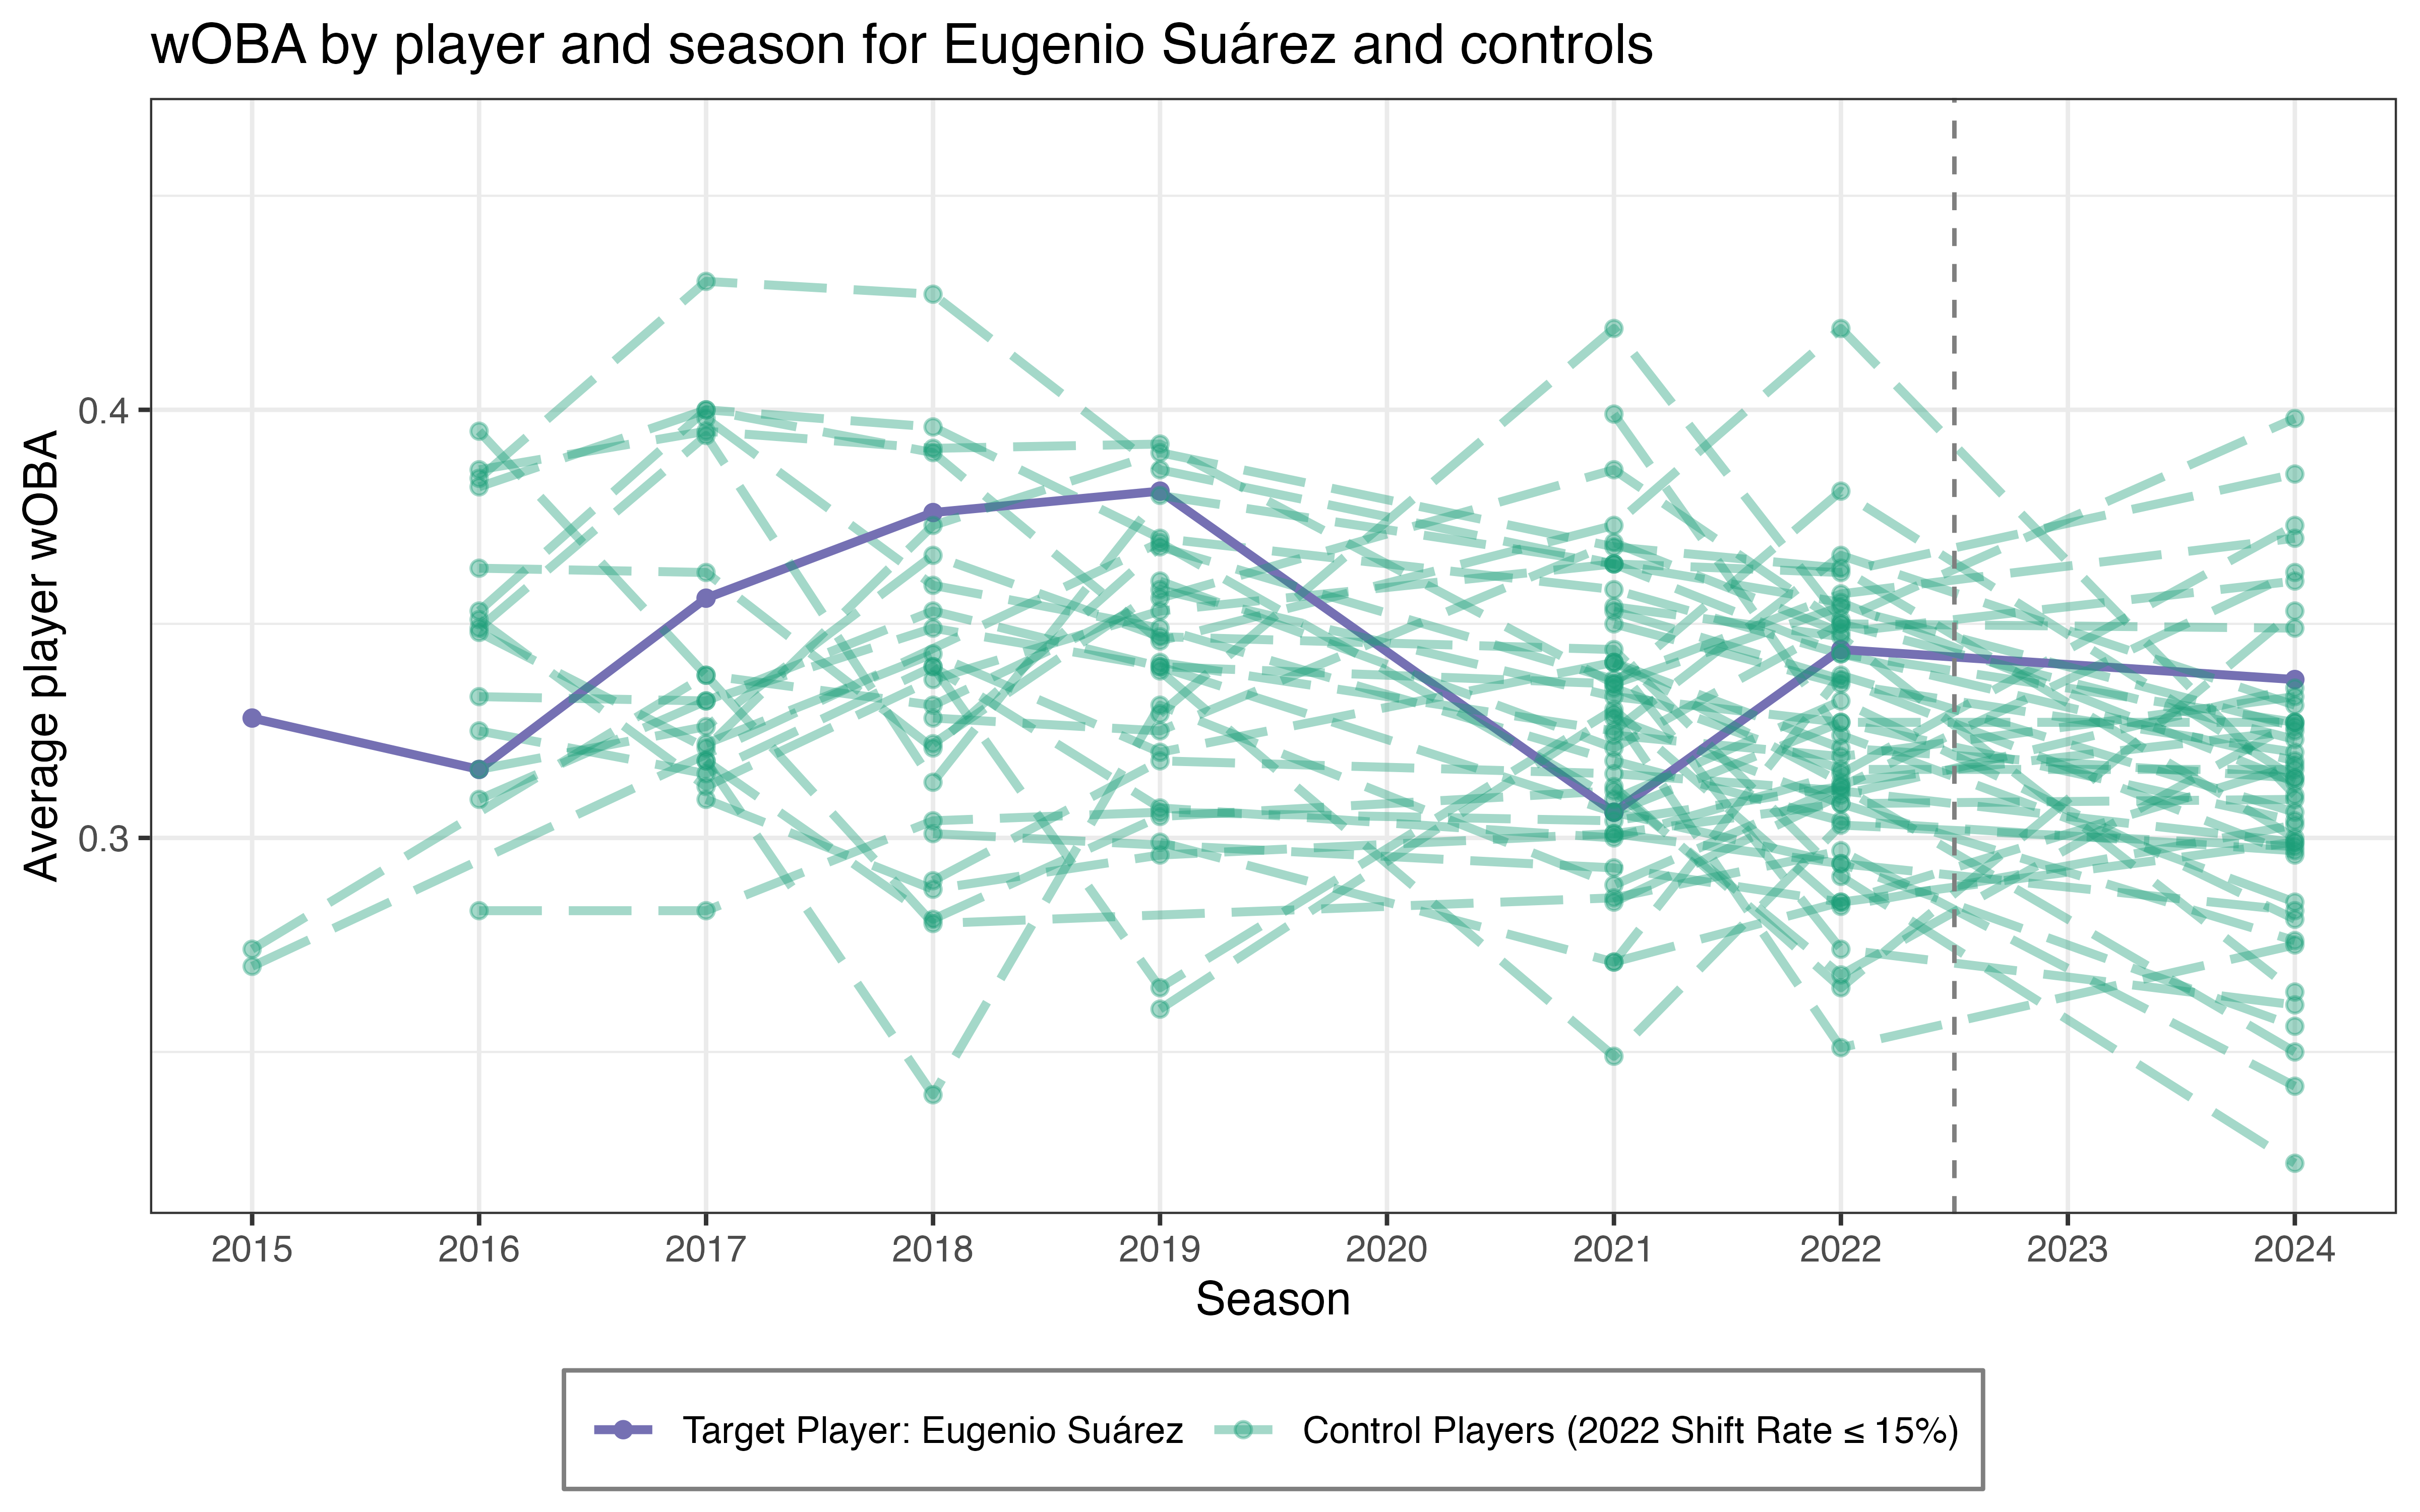 wOBA by player and season for Eugenio Suárez and controls
Average player wOBA
0.4
0.3
2015 2016 2017 2018 2019 2020 2021 2022 2023 2024
Season
Target Player: Eugenio Suárez Control Players (2022 Shift Rate ≤ 15%)